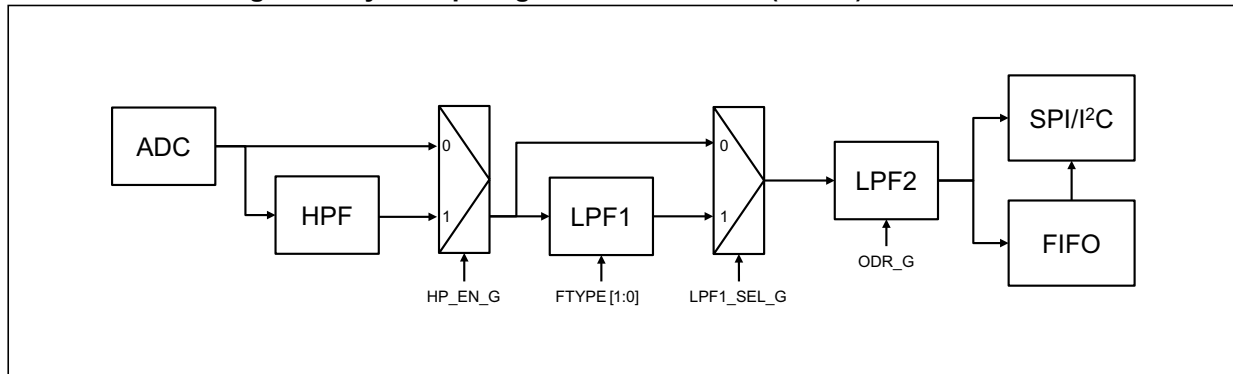 ADC
HPF
0
1
HP_EN_G
LPF1
FTYPE [1:0]
0
1
LPF1_SEL_G
LPF2
ODR_G
SPI/I²C
FIFO